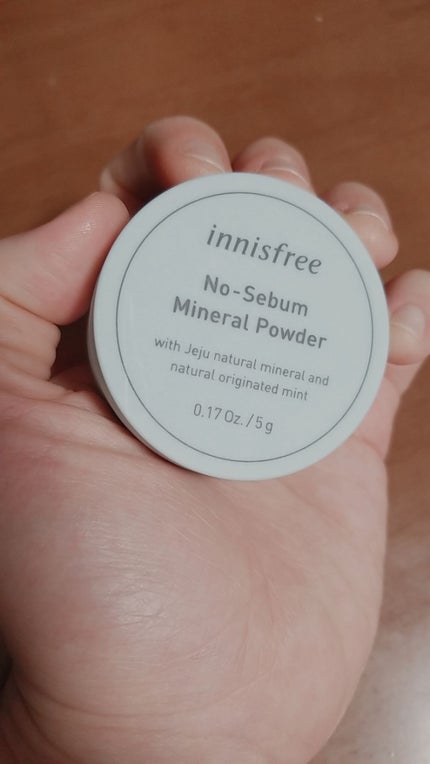 innisfree
No-Sebum
Mineral Powder
with Jeju natural mineral and
natural originated mint
0.17 Oz. / 5 g